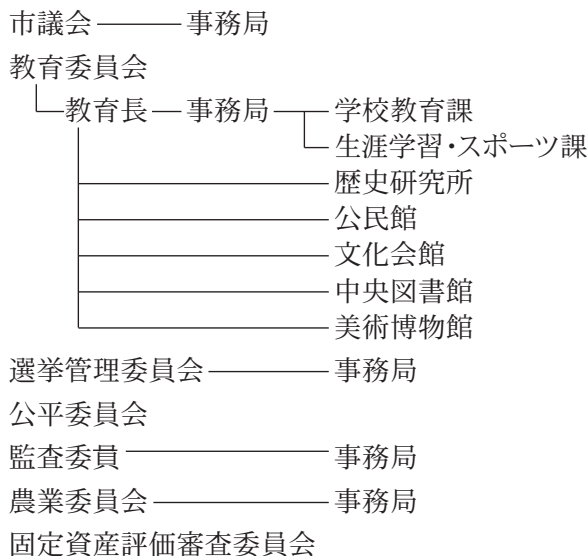 市議会 事務局
教育委員会
教育長 事務局 学校教育課
生涯学習・スポーツ課
歴史研究所
公民館
文化会館
中央図書館
美術博物館
選挙管理委員会 事務局
公平委員会
監査委員 事務局
農業委員会 事務局
固定資産評価審査委員会